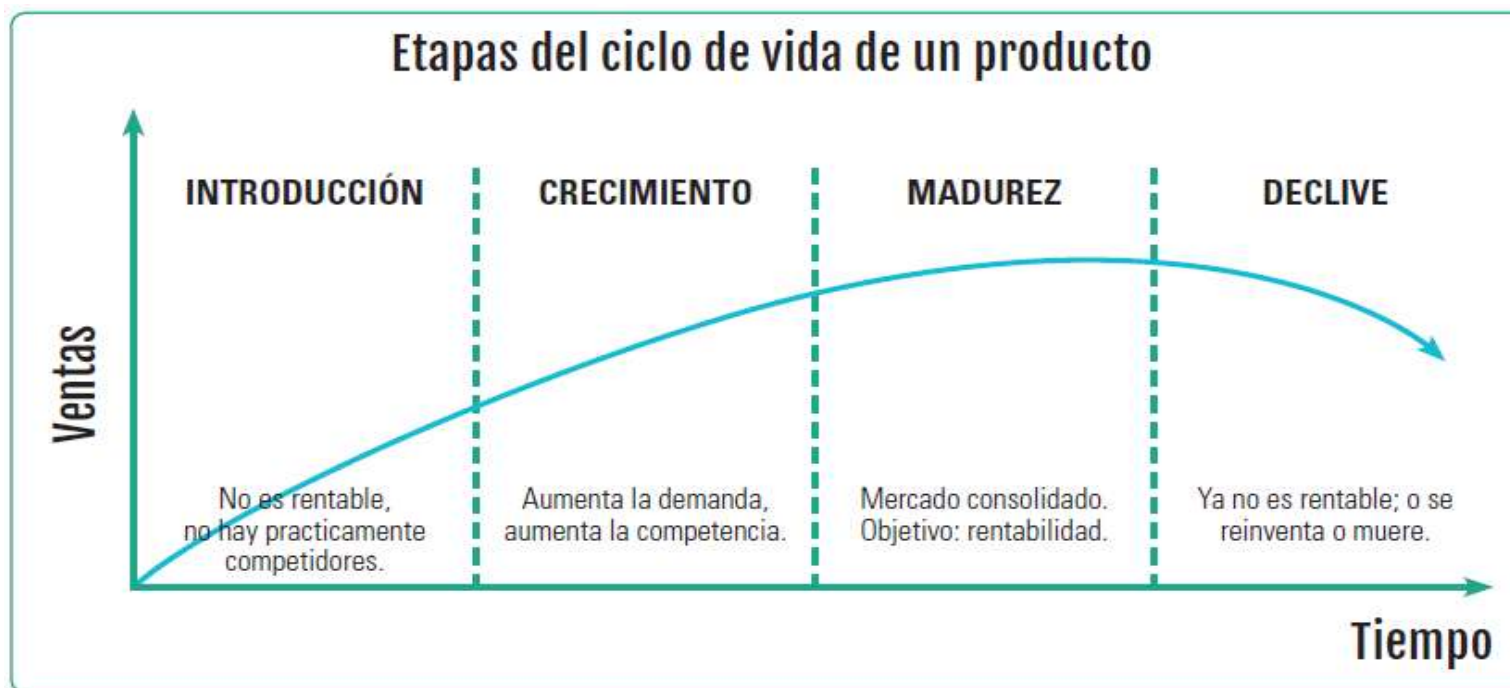 Etapas del ciclo de vida de un producto
INTRODUCCIÓN
CRECIMIENTO
MADUREZ
DECLIVE
Ventas
No es rentable,
no hay practicamente
competidores.
Aumenta la demanda,
aumenta la competencia.
Mercado consolidado.
Objetivo: rentabilidad.
Ya no es rentable; o se
reinventa o muere.
Tiempo